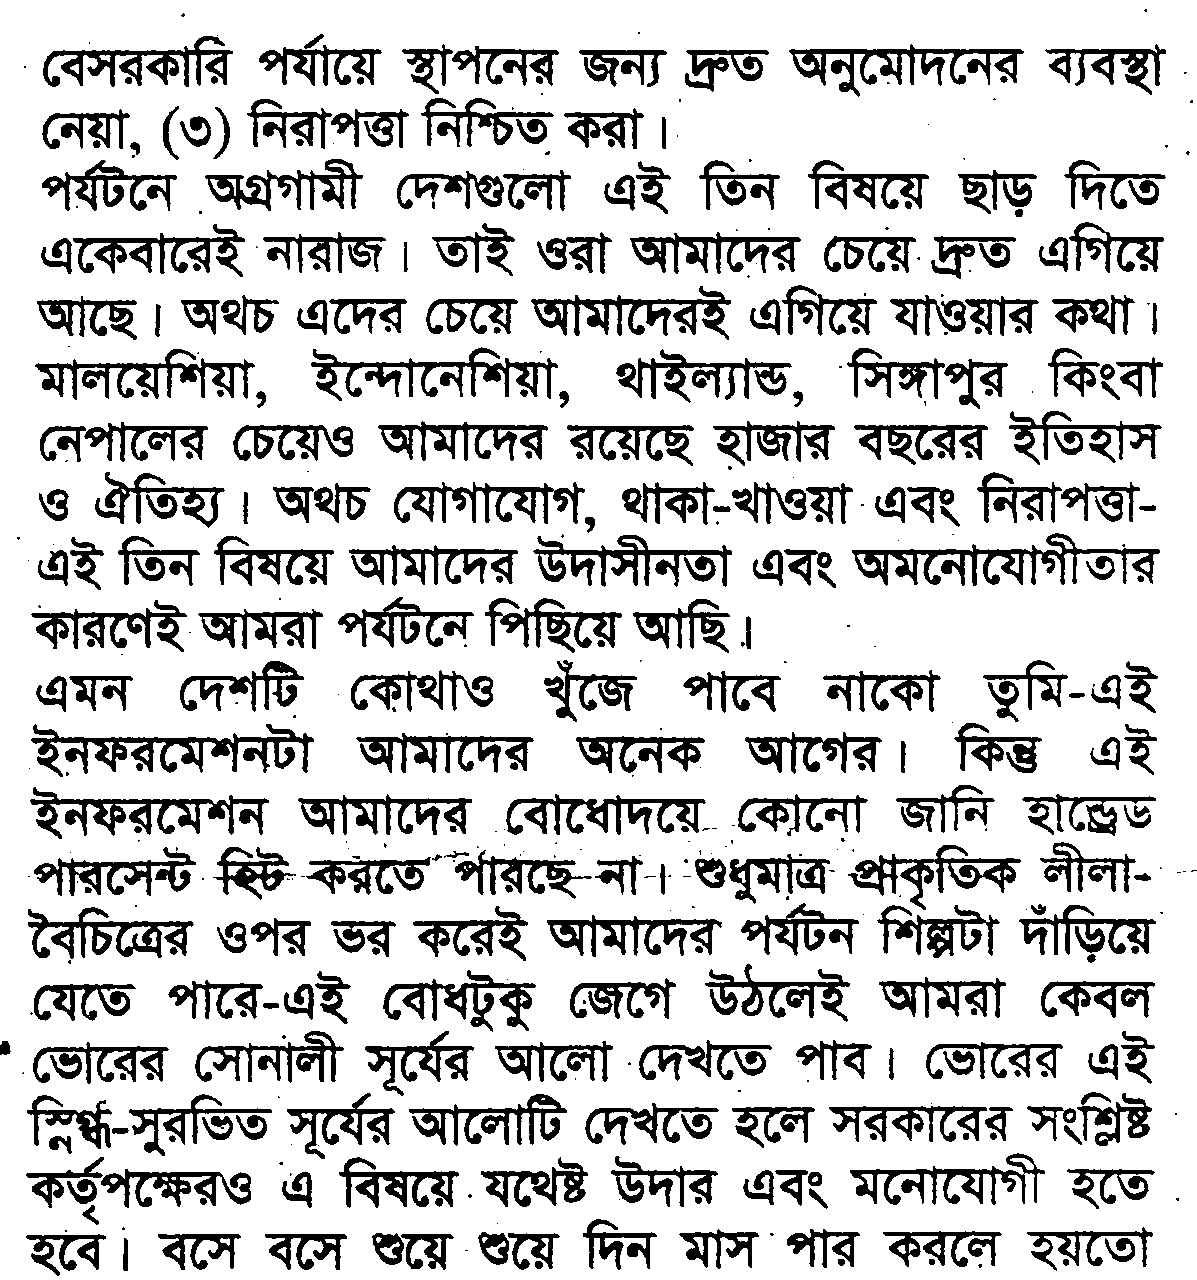 বেসরকারি পর্যায়ে স্থাপনের জন্য দ্রুত অনুমোদনের ব্যবস্থা
নেয়া, (৩) নিরাপত্তা নিশ্চিত করা।
পর্যটনে অগ্রগামী দেশগুলো এই তিন বিষয়ে ছাড় দিতে
একেবারেই নারাজ। তাই ওরা আমাদের চেয়ে দ্রুত এগিয়ে
আছে। অথচ এদের চেয়ে আমাদেরই এগিয়ে যাওয়ার কথা।
মালয়েশিয়া, ইন্দোনেশিয়া, থাইল্যান্ড, সিঙ্গাপুর কিংবা
নেপালের চেয়েও আমাদের রয়েছে হাজার বছরের ইতিহাস
ও ঐতিহ্য। অথচ যোগাযোগ, থাকা-খাওয়া এবং নিরাপত্তা-
এই তিন বিষয়ে আমাদের উদাসীনতা এবং অমনোযোগীতার
কারণেই আমরা পর্যটনে পিছিয়ে আছি।
এমন দেশটি কোথাও খুঁজে পাবে নাকো তুমি-এই
ইনফরমেশনটা আমাদের অনেক আগের। কিন্তু এই
ইনফরমেশন আমাদের বোধোদয়ে কোনো জানি হান্ড্রেড
পারসেন্ট হিট করতে পারছে না। শুধুমাত্র প্রাকৃতিক লীলা-
বৈচিত্রের ওপর ভর করেই আমাদের পর্যটন শিল্পটা দাঁড়িয়ে
যেতে পারে-এই বোধটুকু জেগে উঠলেই আমরা কেবল
ভোরের সোনালী সূর্যের আলো দেখতে পাব। ভোরের এই
স্নিগ্ধ-সুরভিত সূর্যের আলোটি দেখতে হলে সরকারের সংশ্লিষ্ট
কর্তৃপক্ষেরও এ বিষয়ে যথেষ্ট উদার এবং মনোযোগী হতে
হবে। বসে বসে শুয়ে শুয়ে দিন মাস পার করলে হয়তো